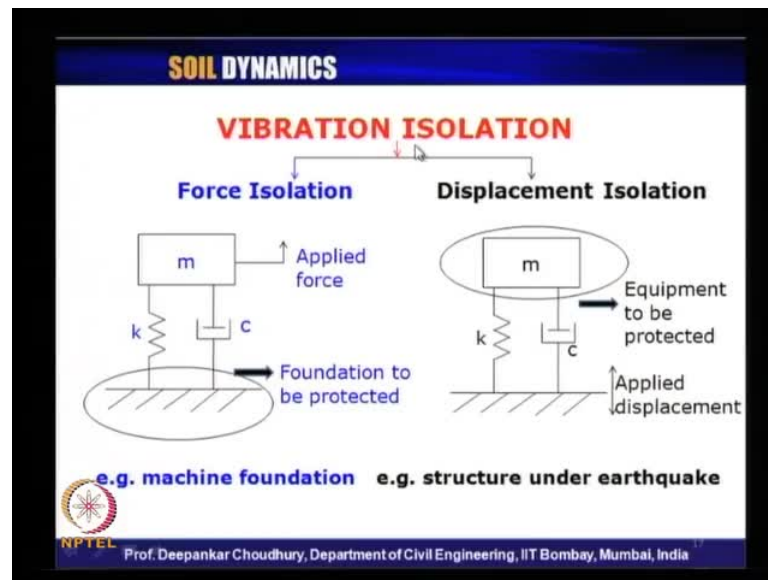 SOIL DYNAMICS
VIBRATION ISOLATION
Force Isolation
Displacement Isolation
m
Applied
force
k
c
Foundation to
be protected
m
Equipment
to be
protected
k
c
Applied
displacement
e.g. machine foundation
e.g. structure under earthquake
NPTEL
Prof. Deepankar Choudhury, Department of Civil Engineering, IIT Bombay, Mumbai, India
17